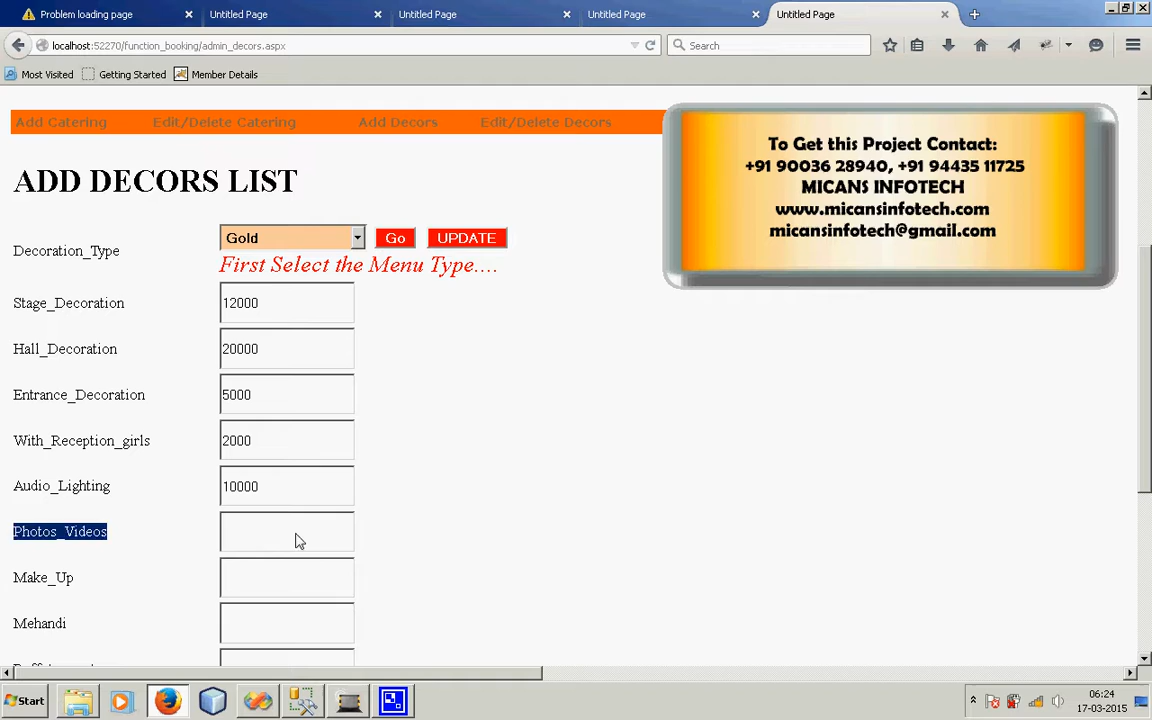 Problem loading page
Untitled Page
Untitled Page
Untitled Page
Untitled Page
localhost:52270/function_booking/admin_decors.aspx
Search
Most Visited
Getting Started
Member Details
Add Catering
Edit/Delete Catering
Add Decors
Edit/Delete Decors
To Get this Project Contact:
+91 90036 28940, +91 94435 11725
MICANS INFOTECH
www.micansinfotech.com
micansinfotech@gmail.com
ADD DECORS LIST
Decoration_Type
Gold
Go
UPDATE
First Select the Menu Type....
Stage_Decoration
12000
Hall_Decoration
20000
Entrance_Decoration
5000
With_Reception_girls
2000
Audio_Lighting
10000
Photos_Videos
Make_Up
Mehandi
Start
06:24
17-03-2015